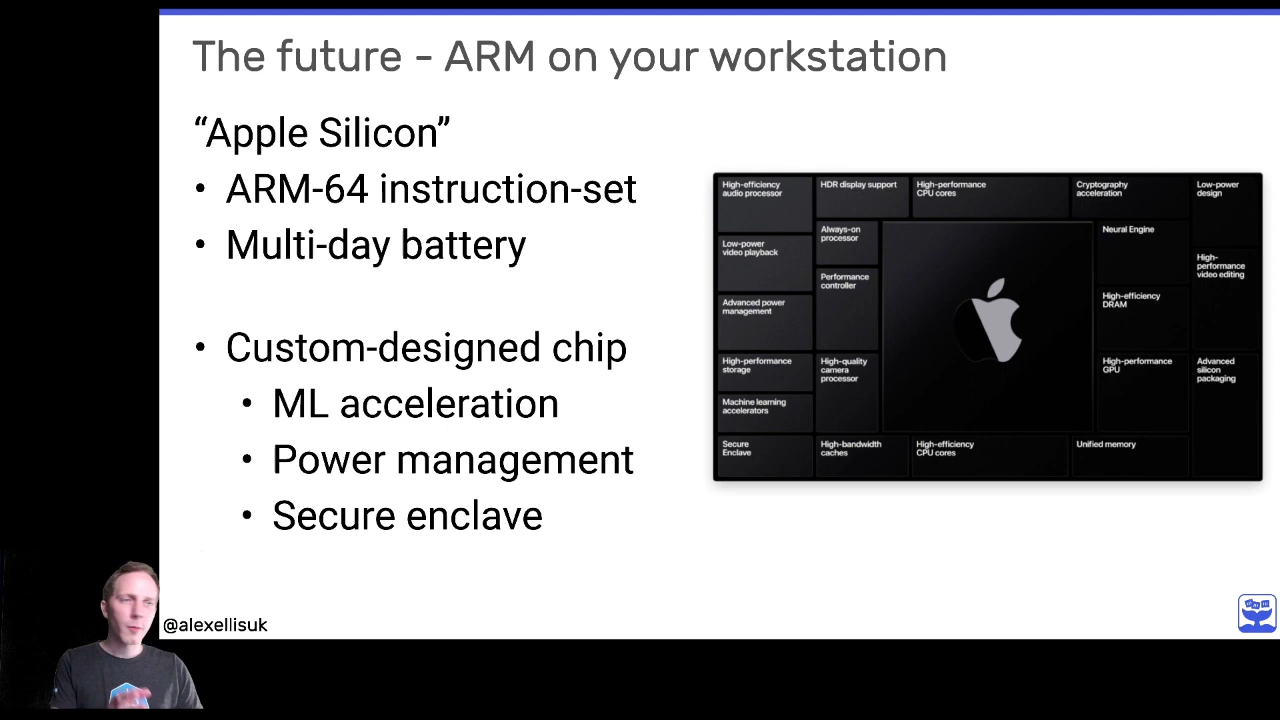 The future - ARM on your workstation
“Apple Silicon”
• ARM-64 instruction-set
• Multi-day battery
• Custom-designed chip
• ML acceleration
• Power management
• Secure enclave
High-efficiency
audio processor
HDR display support
High-performance
CPU cores
Cryptography
acceleration
Low-power
design
Low-power
video playback
Always-on
processor
Neural Engine
High-
performance
video editing
Advanced power
management
Performance
controller
High-efficiency
DRAM
High-performance
storage
High-quality
camera
processor
High-performance
GPU
Advanced
silicon
packaging
Machine learning
accelerators
Secure
Enclave
High-bandwidth
caches
High-efficiency
CPU cores
Unified memory
@alexellisuk